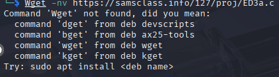 Wget -nv https://samsclass.info/127/proj/ED3a.c
Command 'Wget' not found, did you mean:
command 'dget' from deb devscripts
command 'axget' from deb ax25-tools
command 'wget' from deb wget
command 'kget' from deb kget
Try: sudo apt install <deb name>